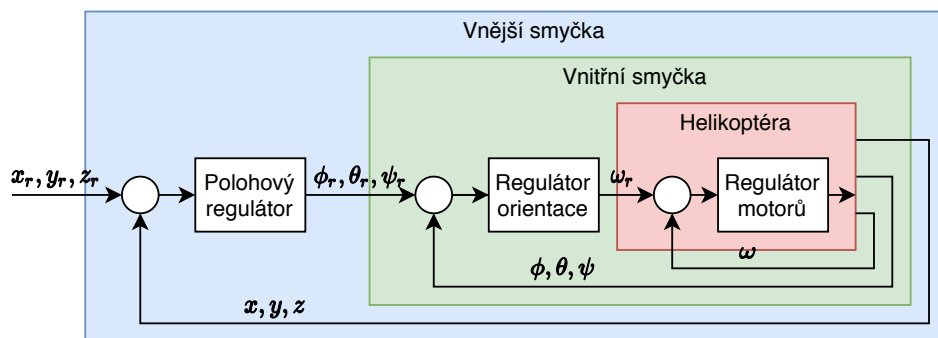 Vnější smyčka
Vnitřní smyčka
Helikoptéra
x_r, y_r, z_r
Polohový
regulátor
ϕ_r, θ_r, ψ_r
Regulátor
orientace
ω_r
Regulátor
motorů
ω
ϕ, θ, ψ
x, y, z